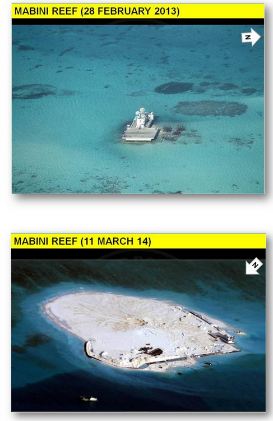 MABINI REEF (28 FEBRUARY 2013)
N
MABINI REEF (11 MARCH 14)
N